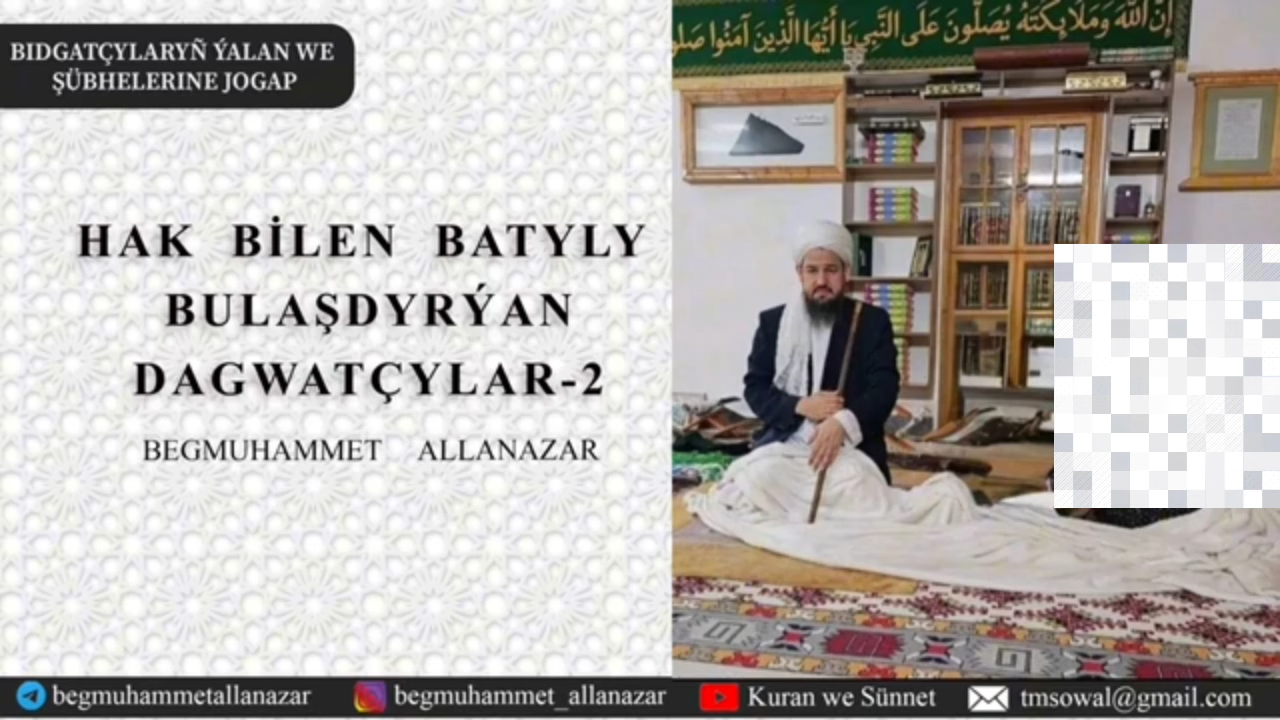 BIDGATÇYLARYÑ ÝALAN WE
ŞÜBHELERINE JOGAP
HAK BİLEN BATYLY
BULAŞDYRÝAN
DAGWATÇYLAR-2
BEGMUHAMMET ALLANAZAR
إِنَّ اللَّهَ وَمَلَائِكَتَهُ يُصَلُّونَ عَلَى النَّبِيِّ يَا أَيُّهَا الَّذِينَ آمَنُوا صَلُّوا
begmuhammetallanazar
begmuhammet_allanazar
Kuran we Sünnet
tmsowal@gmail.com